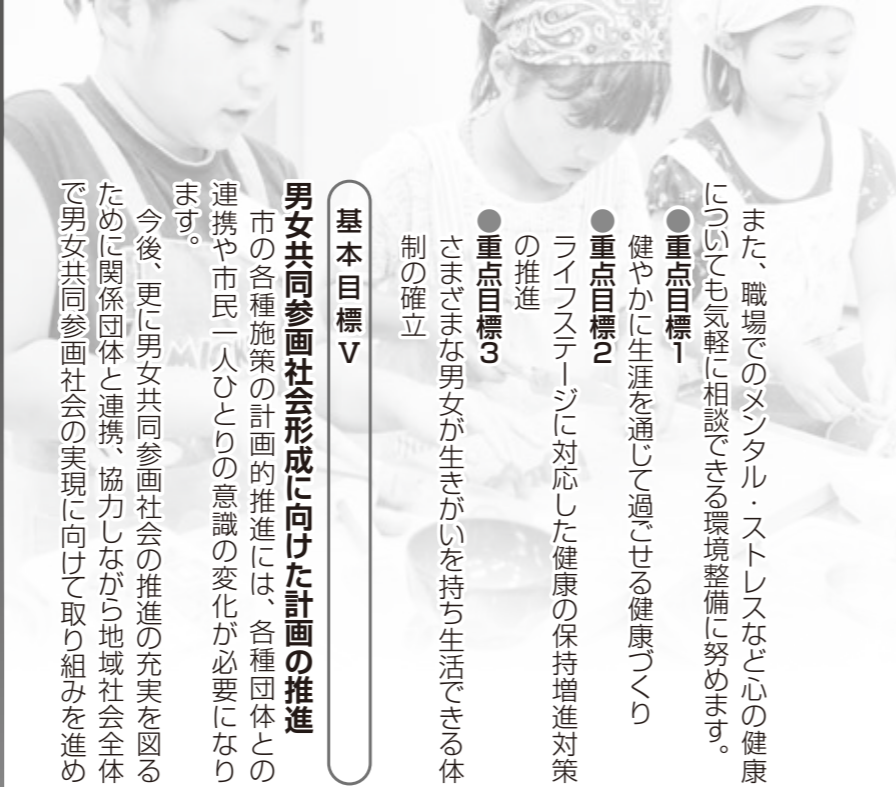 また、職場でのメンタル・ストレスなど心の健康
についても気軽に相談できる環境整備に努めます。
●重点目標1
健やかに生涯を通じて過ごせる健康づくり
●重点目標2
ライフステージに対応した健康の保持増進対策
の推進
●重点目標3
さまざまな男女が生きがいを持ち生活できる体
制の確立
基本目標Ⅴ
男女共同参画社会形成に向けた計画の推進
市の各種施策の計画的推進には、各種団体との
連携や市民一人ひとりの意識の変化が必要になり
ます。
今後、更に男女共同参画社会の推進の充実を図る
ために関係団体と連携、協力しながら地域社会全体
で男女共同参画社会の実現に向けて取り組みを進め